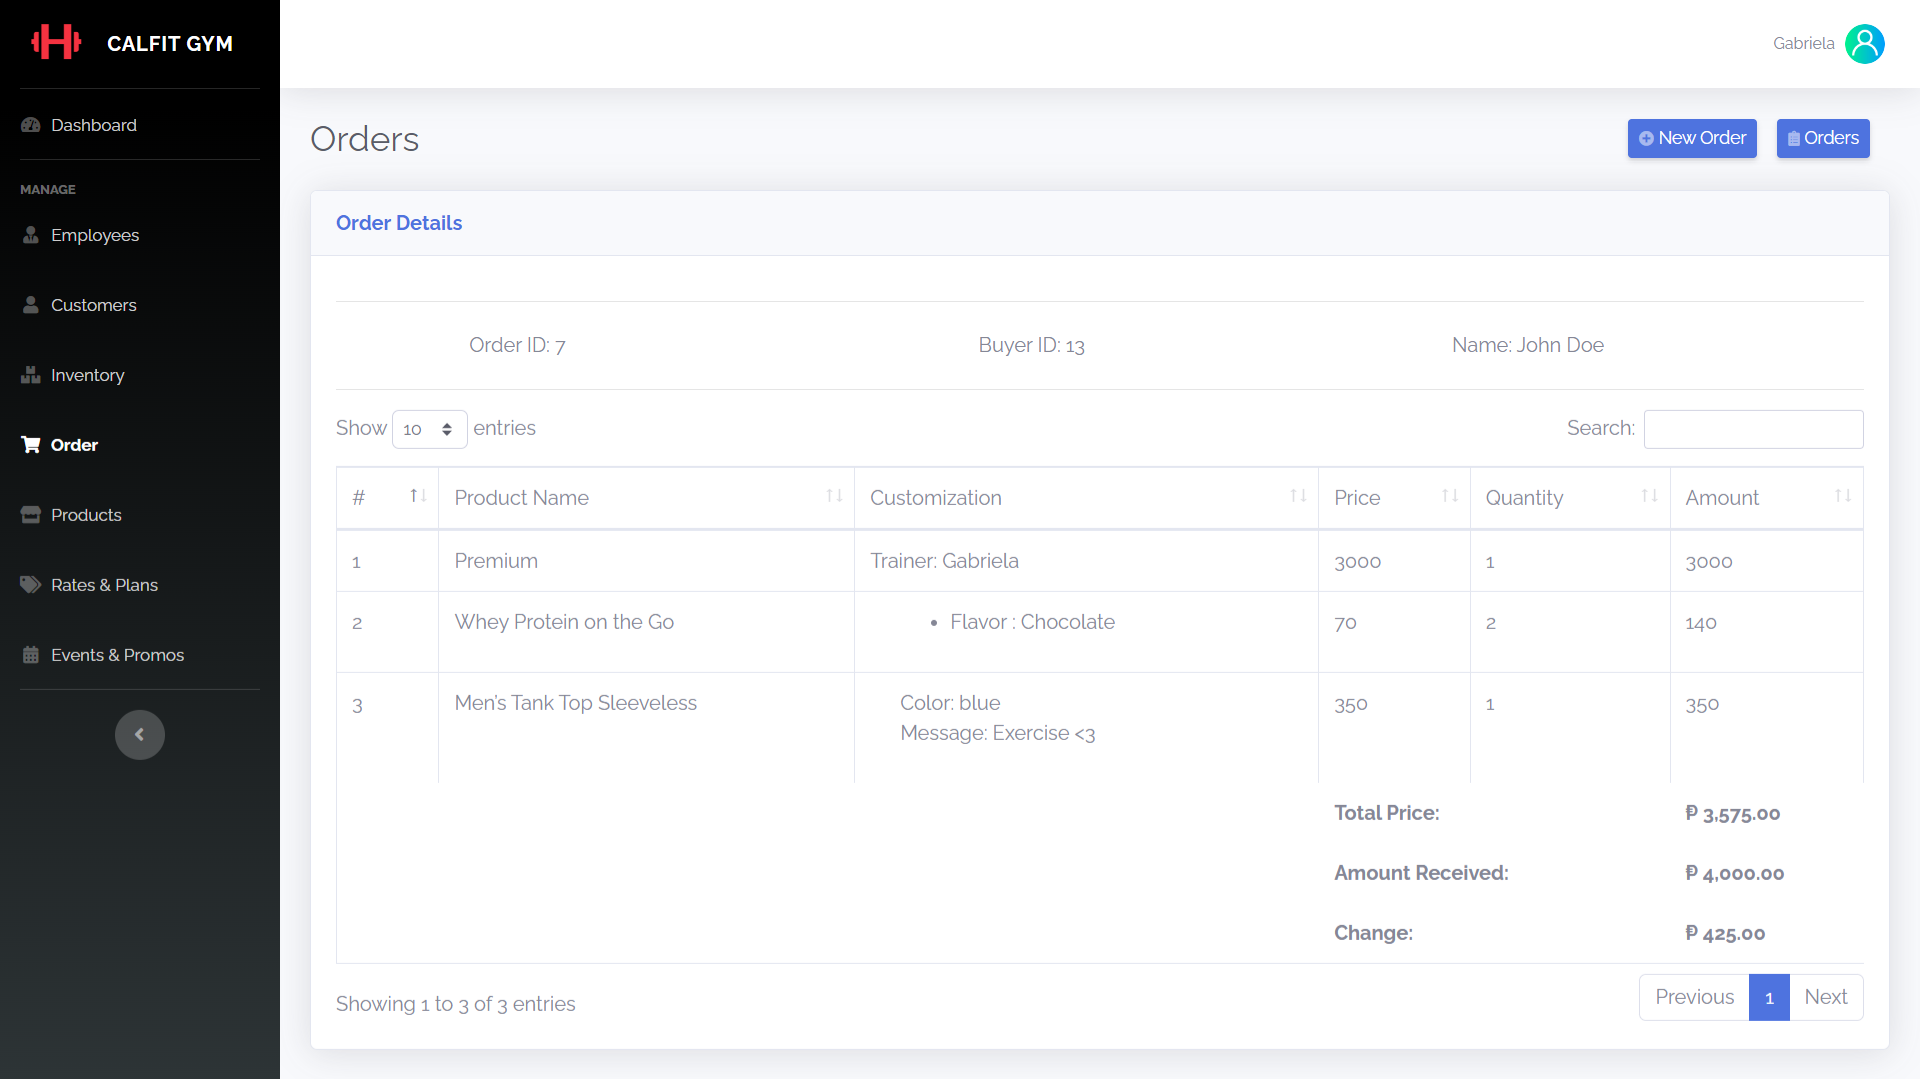 CALFIT GYM
Gabriela
Dashboard
MANAGE
Employees
Customers
Inventory
Order
Products
Rates & Plans
Events & Promos
Orders
New Order
Orders
Order Details
Order ID: 7 Buyer ID: 13 Name: John Doe
Show 10 entries Search:
# Product Name Customization Price Quantity Amount
1 Premium Trainer: Gabriela 3000 1 3000
2 Whey Protein on the Go • Flavor : Chocolate 70 2 140
3 Men’s Tank Top Sleeveless Color: blue 350 1 350
Message: Exercise <3
Total Price: ₱ 3,575.00
Amount Received: ₱ 4,000.00
Change: ₱ 425.00
Showing 1 to 3 of 3 entries
Previous 1 Next